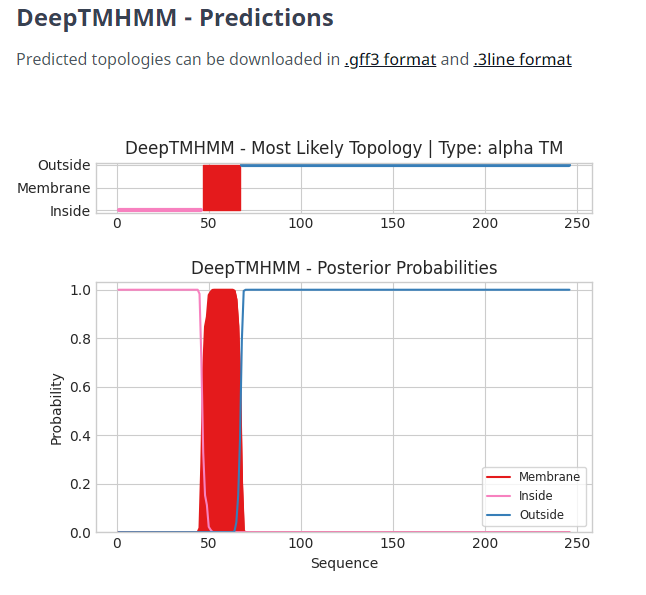 DeepTMHMM - Predictions
Predicted topologies can be downloaded in .gff3 format and .3line format
DeepTMHMM - Most Likely Topology | Type: alpha TM
Outside
Membrane
Inside
0 50 100 150 200 250
DeepTMHMM - Posterior Probabilities
1.0
0.8
0.6
0.4
0.2
0.0
Probability
Membrane
Inside
Outside
0 50 100 150 200 250
Sequence